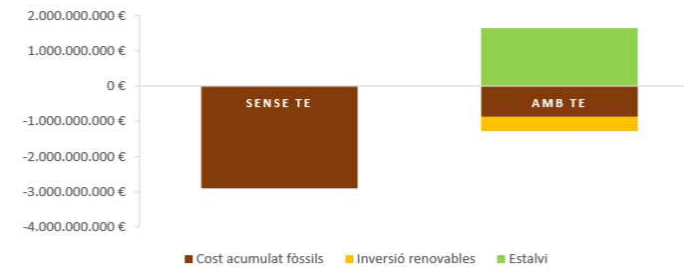 2.000.000.000 €
1.000.000.000 €
0 €
SENSE TE
AMB TE
-1.000.000.000 €
-2.000.000.000 €
-3.000.000.000 €
-4.000.000.000 €
Cost acumulat fòssils
Inversió renovables
Estalvi